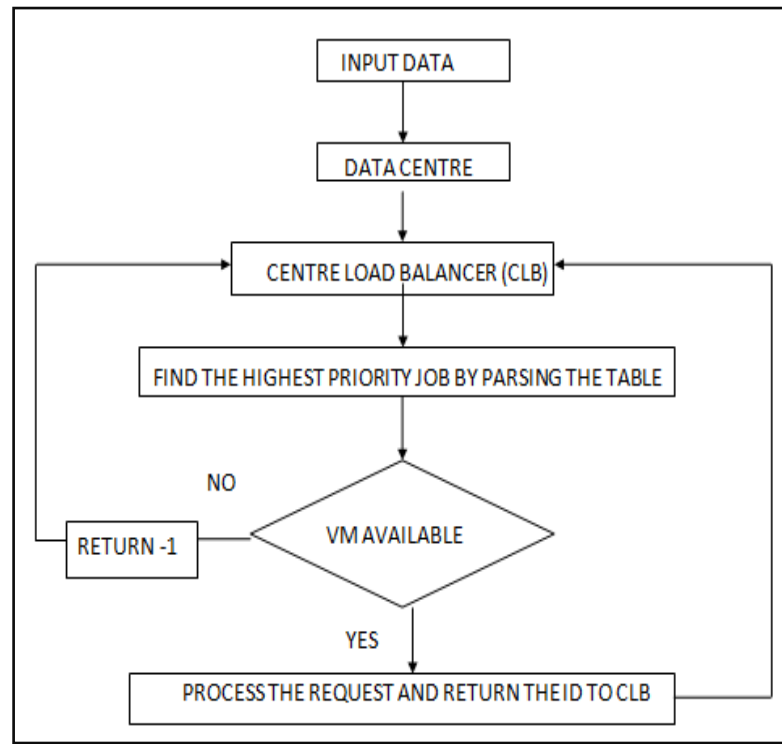 INPUT DATA
DATA CENTRE
CENTRE LOAD BALANCER (CLB)
FIND THE HIGHEST PRIORITY JOB BY PARSING THE TABLE
NO
VM AVAILABLE
RETURN -1
YES
PROCESS THE REQUEST AND RETURN THE ID TO CLB